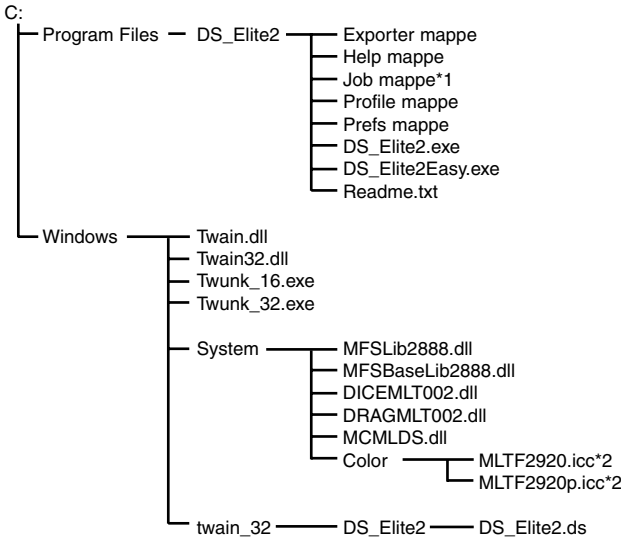 C:
Program Files DS_Elite2 Exporter mappe
Help mappe
Job mappe*1
Profile mappe
Prefs mappe
DS_Elite2.exe
DS_Elite2Easy.exe
Readme.txt
Windows Twain.dll
Twain32.dll
Twunk_16.exe
Twunk_32.exe
System MFSLib2888.dll
MFSBaseLib2888.dll
DICEMLT002.dll
DRAGMLT002.dll
MCMLDS.dll
Color MLTF2920.icc*2
MLTF2920p.icc*2
twain_32 DS_Elite2 DS_Elite2.ds